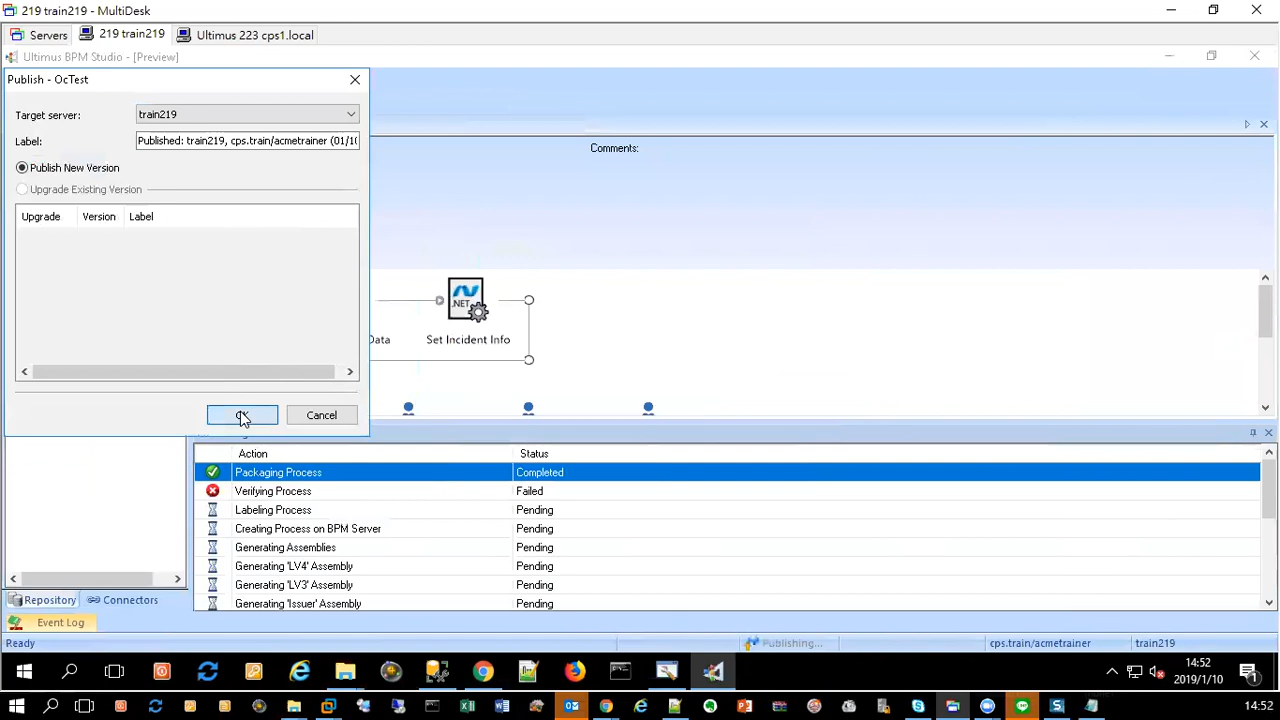 219 train219 - MultiDesk
Servers
219 train219
Ultimus 223 cps1.local
Ultimus BPM Studio - [Preview]
Publish - OcTest
Target server:
train219
Label:
Published: train219, cps.train/acmetrainer (01/10
Publish New Version
Upgrade Existing Version
Upgrade Version Label
OK
Cancel
Comments:
.NET
Data
Set Incident Info
Action Status
Packaging Process Completed
Verifying Process Failed
Labeling Process Pending
Creating Process on BPM Server Pending
Generating Assemblies Pending
Generating 'LV4' Assembly Pending
Generating 'LV3' Assembly Pending
Generating 'Issuer' Assembly Pending
Repository
Connectors
Event Log
Ready
Publishing...
cps.train/acmetrainer
train219
14:52
2019/1/10
14:52